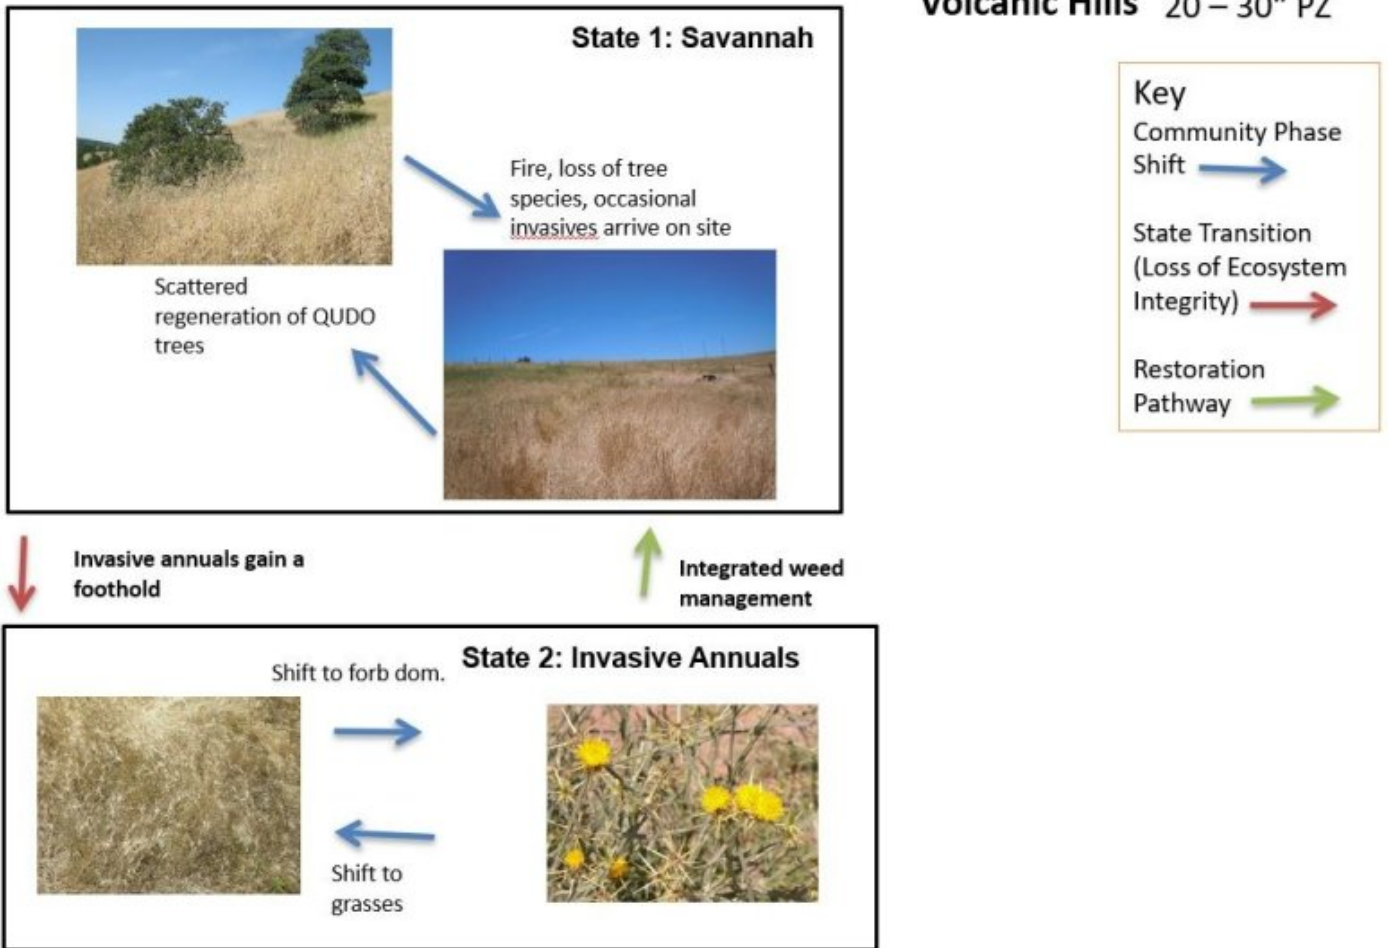 Volcanic Hills 20 – 30" PZ
State 1: Savannah
Fire, loss of tree
species, occasional
invasives arrive on site
Scattered
regeneration of QUDO
trees
Key
Community Phase
Shift
State Transition
(Loss of Ecosystem
Integrity)
Restoration
Pathway
Invasive annuals gain a
foothold
Integrated weed
management
State 2: Invasive Annuals
Shift to forb dom.
Shift to
grasses